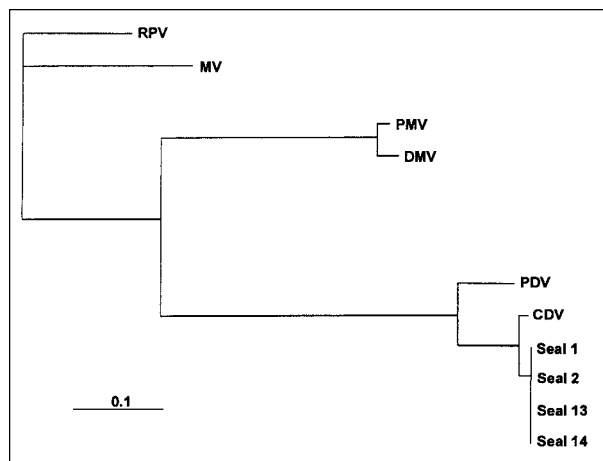 RPV
MV
PMV
DMV
PDV
CDV
Seal 1
Seal 2
Seal 13
Seal 14
0.1